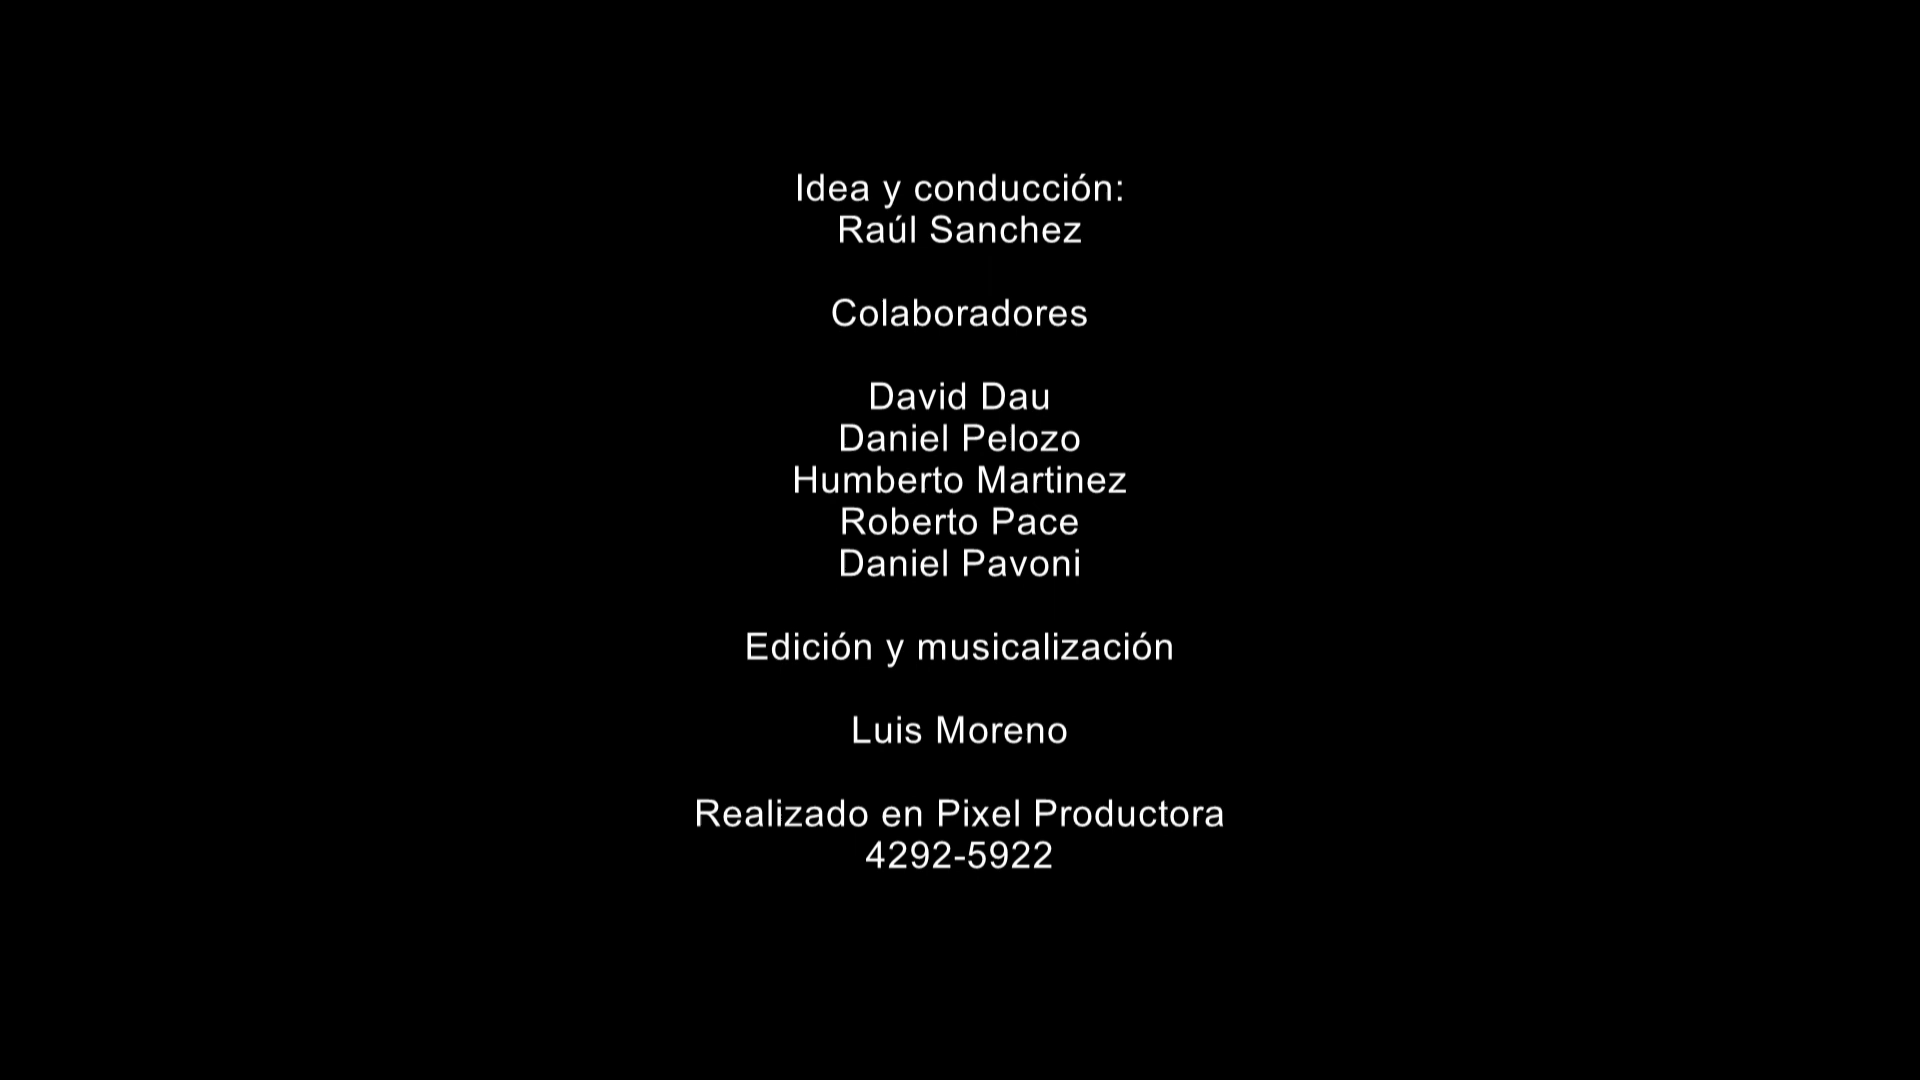 Idea y conducción:
Raúl Sanchez
Colaboradores
David Dau
Daniel Pelozo
Humberto Martinez
Roberto Pace
Daniel Pavoni
Edición y musicalización
Luis Moreno
Realizado en Pixel Productora
4292-5922